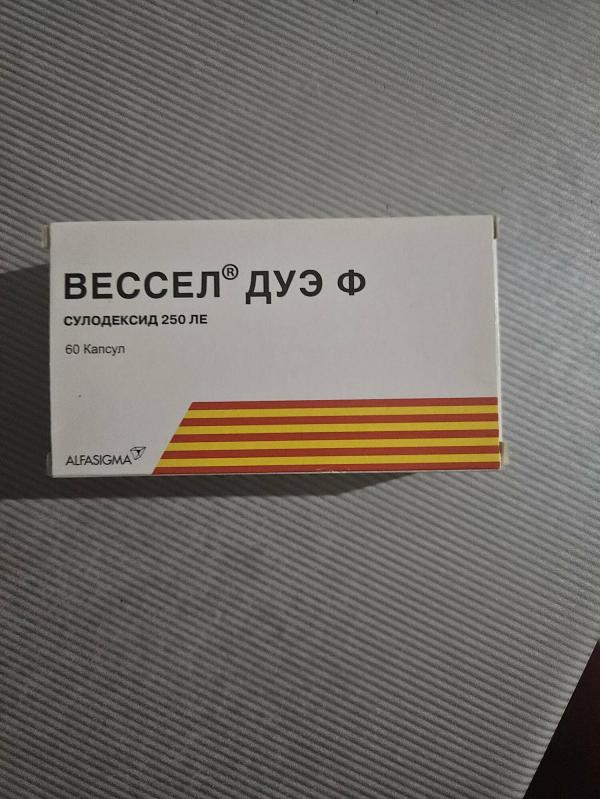 ВЕССЕЛ® ДУЭ Ф
СУЛОДЕКСИД 250 ЛЕ
60 Капсул
ALFASIGMA